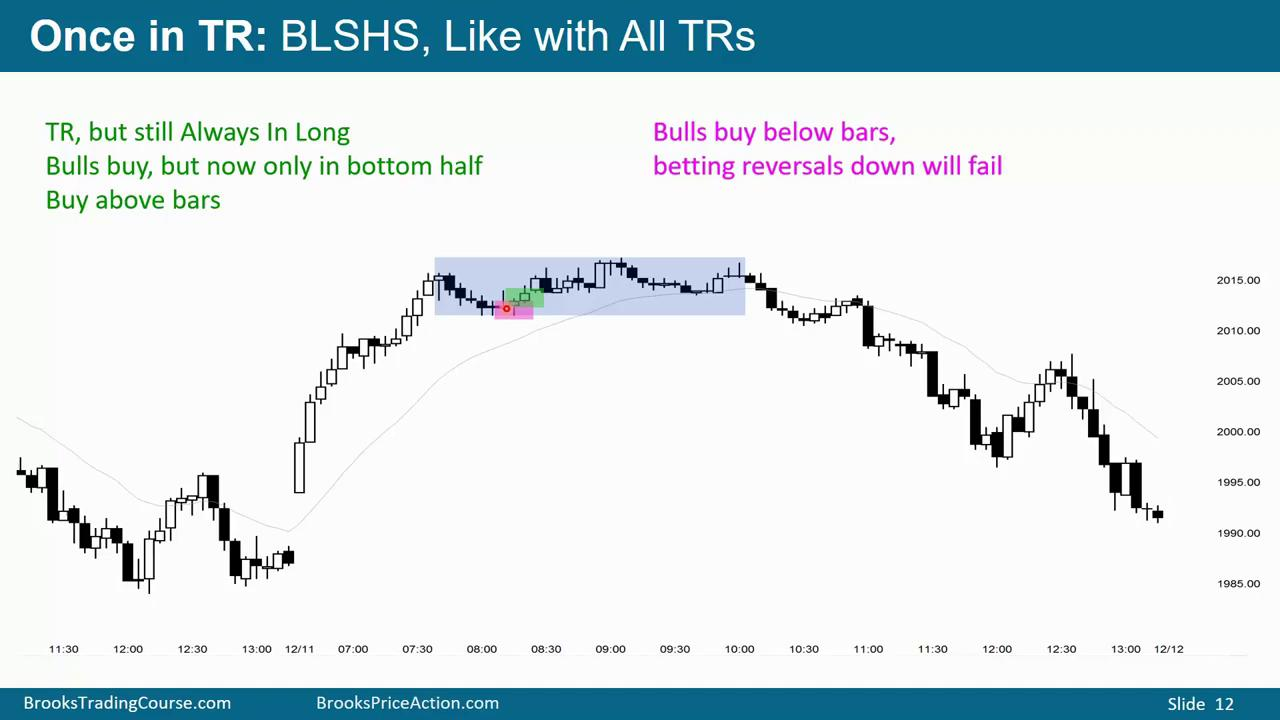 Once in TR: BLSHS, Like with All TRs
TR, but still Always In Long
Bulls buy, but now only in bottom half
Buy above bars
Bulls buy below bars,
betting reversals down will fail
2015.00
2010.00
2005.00
2000.00
1995.00
1990.00
1985.00
11:30 12:00 12:30 13:00 12/11 07:00 07:30 08:00 08:30 09:00 09:30 10:00 10:30 11:00 11:30 12:00 12:30 13:00 12/12
BrooksTradingCourse.com BrooksPriceAction.com Slide 12